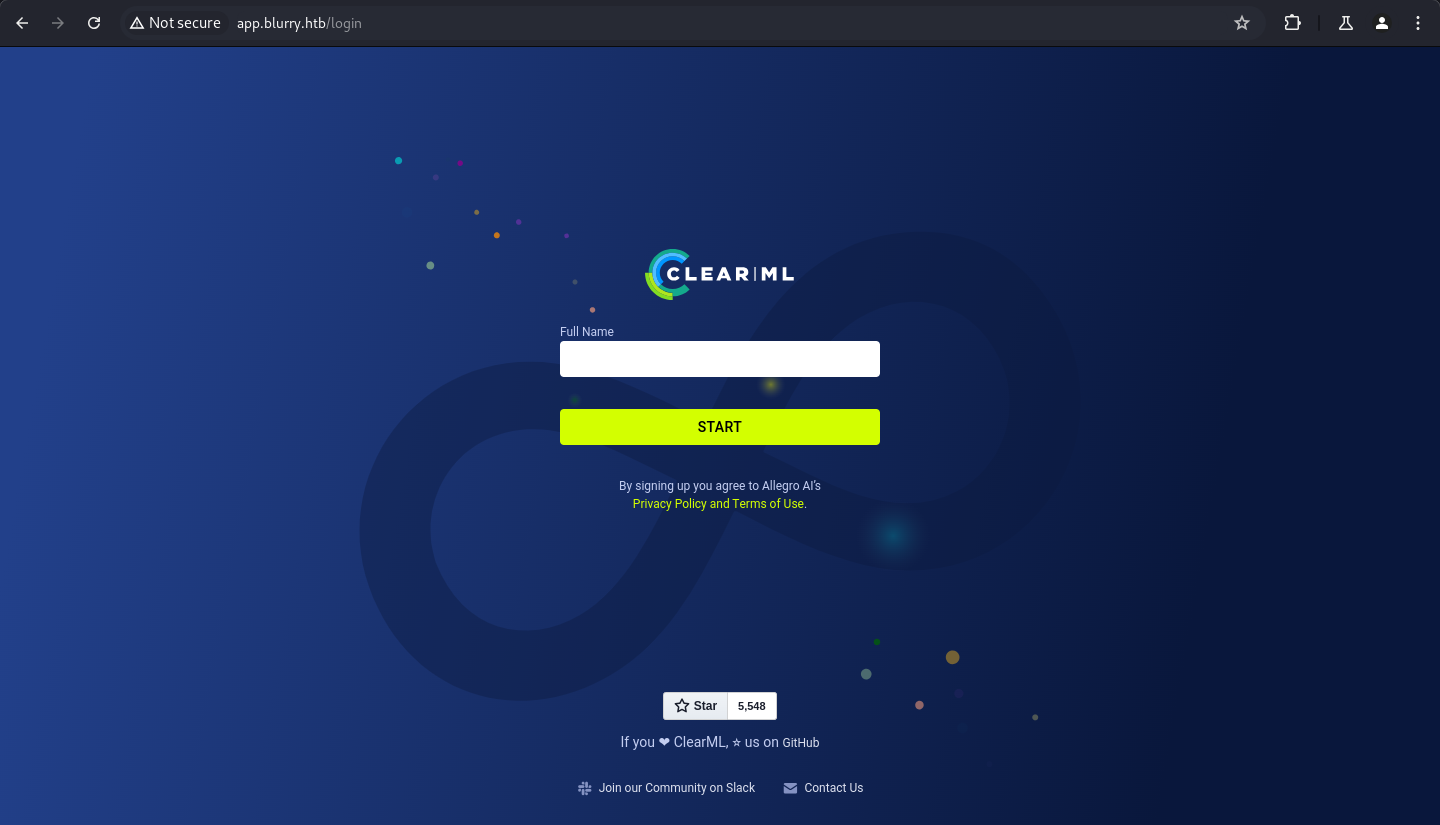 Not secure app.blurry.htb/login
CLEAR|ML
Full Name
START
By signing up you agree to Allegro AI's
Privacy Policy and Terms of Use.
Star 5,548
If you ❤ ClearML, ⭐ us on GitHub
Join our Community on Slack Contact Us